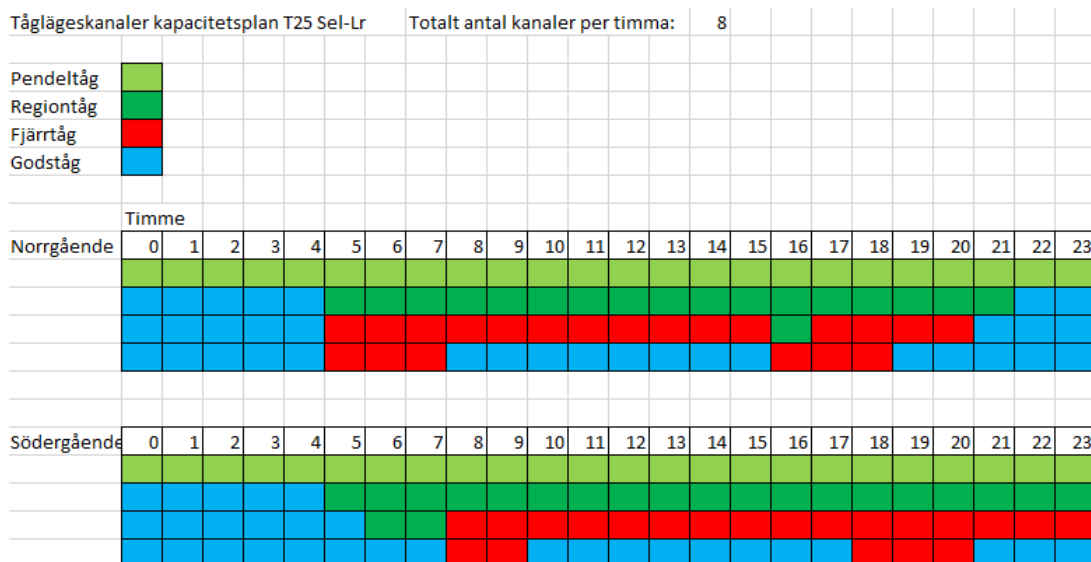 Tåglägeskanaler kapacitetsplan T25 Sel-Lr Totalt antal kanaler per timma: 8
Pendeltåg
Regiontåg
Fjärrtåg
Godståg
Timme
Norrgående 0 1 2 3 4 5 6 7 8 9 10 11 12 13 14 15 16 17 18 19 20 21 22 23
Södergående 0 1 2 3 4 5 6 7 8 9 10 11 12 13 14 15 16 17 18 19 20 21 22 23